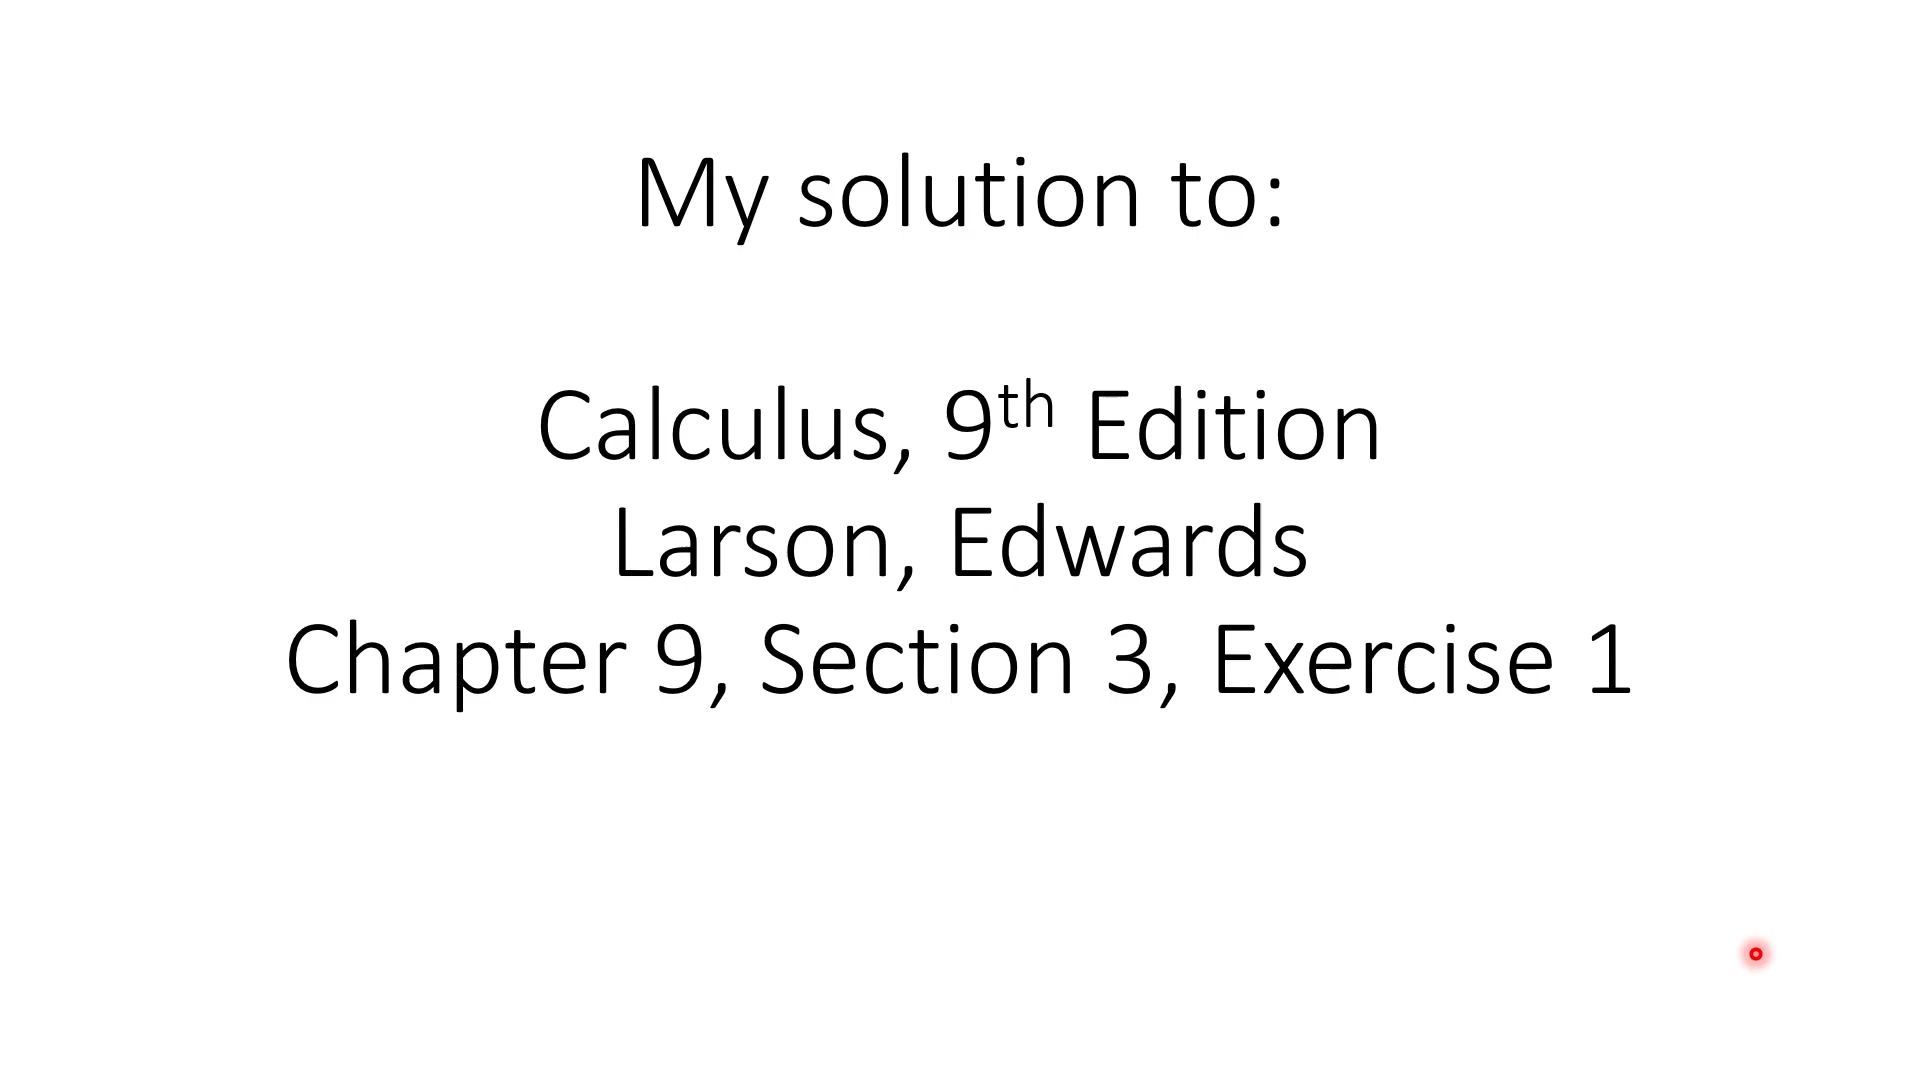 My solution to:
Calculus, 9th Edition
Larson, Edwards
Chapter 9, Section 3, Exercise 1